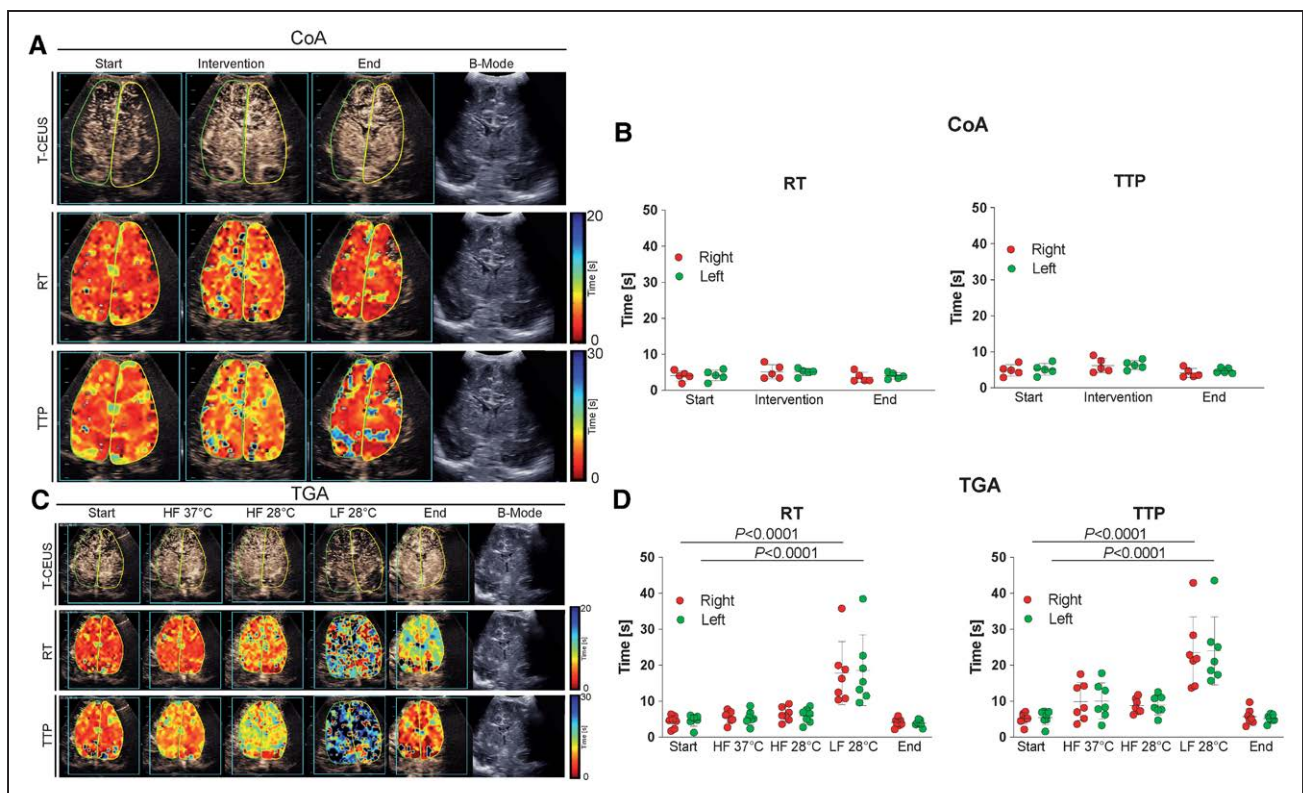 A
CoA
Start Intervention End B-Mode
T-CEUS
RT
20
Time [s]
0
TTP
30
Time [s]
0
B
CoA
RT
50
40
30
20
10
0
Time [s]
Right
Left
Start Intervention End
TTP
50
40
30
20
10
0
Time [s]
Right
Left
Start Intervention End
C
TGA
Start HF 37°C HF 28°C LF 28°C End B-Mode
T-CEUS
RT
20
Time [s]
0
TTP
30
Time [s]
0
D
TGA
RT
P<0.0001
P<0.0001
50
40
30
20
10
0
Time [s]
Right
Left
Start HF 37°C HF 28°C LF 28°C End
TTP
P<0.0001
P<0.0001
50
40
30
20
10
0
Time [s]
Right
Left
Start HF 37°C HF 28°C LF 28°C End